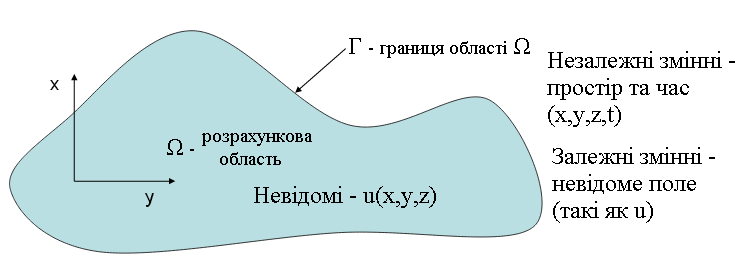 Γ - границя області Ω
Незалежні змінні -
простір та час
(x,y,z,t)
x
Ω - розрахункова
область
Залежні змінні -
невідоме поле
(такі як u)
y
Невідомі - u(x,y,z)